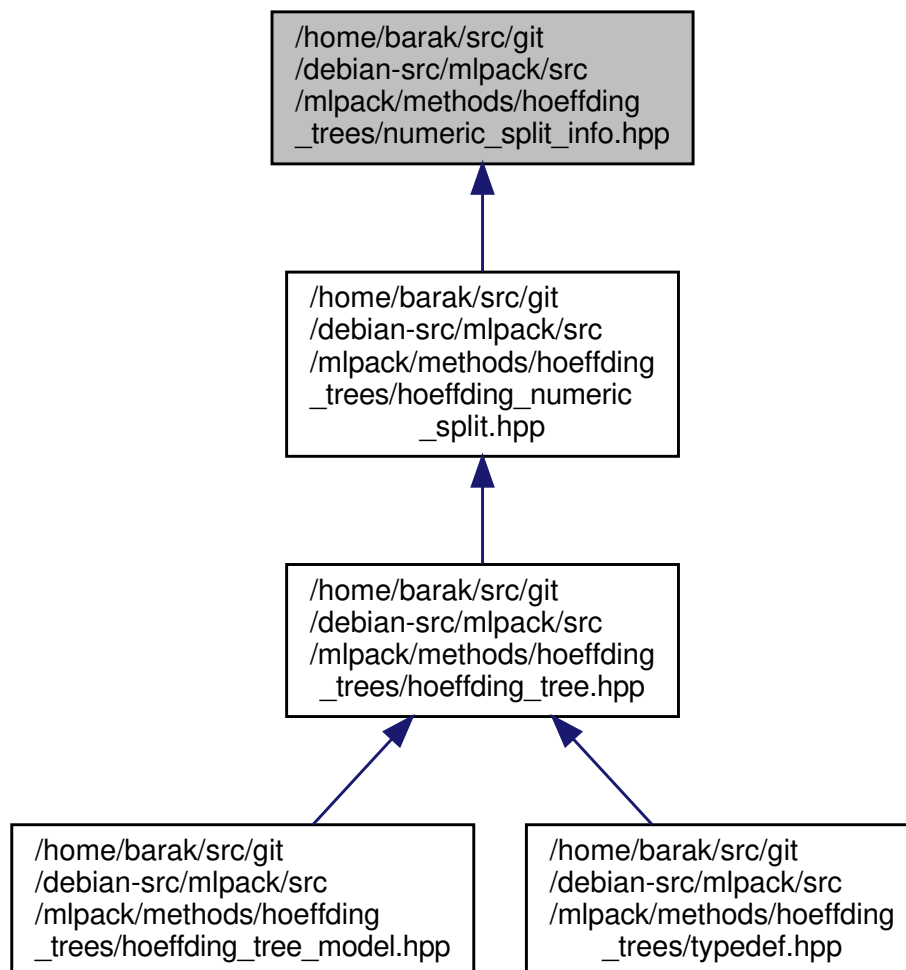 /home/barak/src/git
/debian-src/mlpack/src
/mlpack/methods/hoeffding
_trees/numeric_split_info.hpp
/home/barak/src/git
/debian-src/mlpack/src
/mlpack/methods/hoeffding
_trees/hoeffding_numeric
_split.hpp
/home/barak/src/git
/debian-src/mlpack/src
/mlpack/methods/hoeffding
_trees/hoeffding_tree.hpp
/home/barak/src/git
/debian-src/mlpack/src
/mlpack/methods/hoeffding
_trees/hoeffding_tree_model.hpp
/home/barak/src/git
/debian-src/mlpack/src
/mlpack/methods/hoeffding
_trees/typedef.hpp